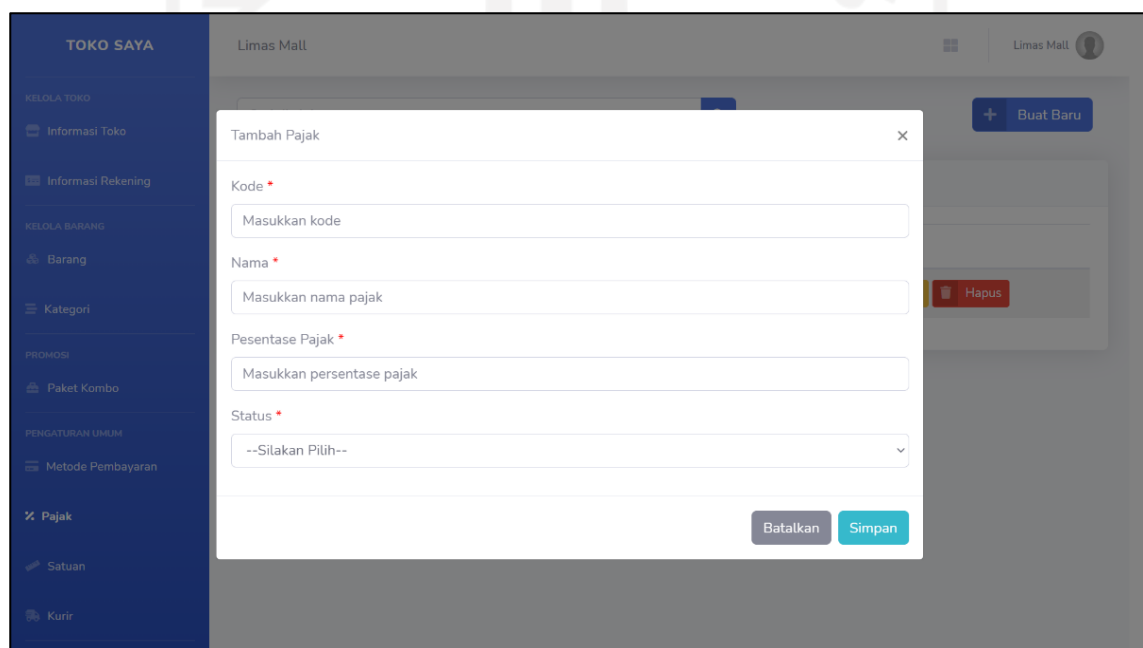 TOKO SAYA
Limas Mall
Limas Mall
KELOLA TOKO
Informasi Toko
Informasi Rekening
KELOLA BARANG
Barang
Kategori
PROMOSI
Paket Kombo
PENGATURAN UMUM
Metode Pembayaran
Pajak
Satuan
Kurir
+ Buat Baru
Tambah Pajak ×
Kode *
Masukkan kode
Nama *
Masukkan nama pajak
Pesentase Pajak *
Masukkan persentase pajak
Status *
--Silakan Pilih--
Batalkan Simpan
Hapus